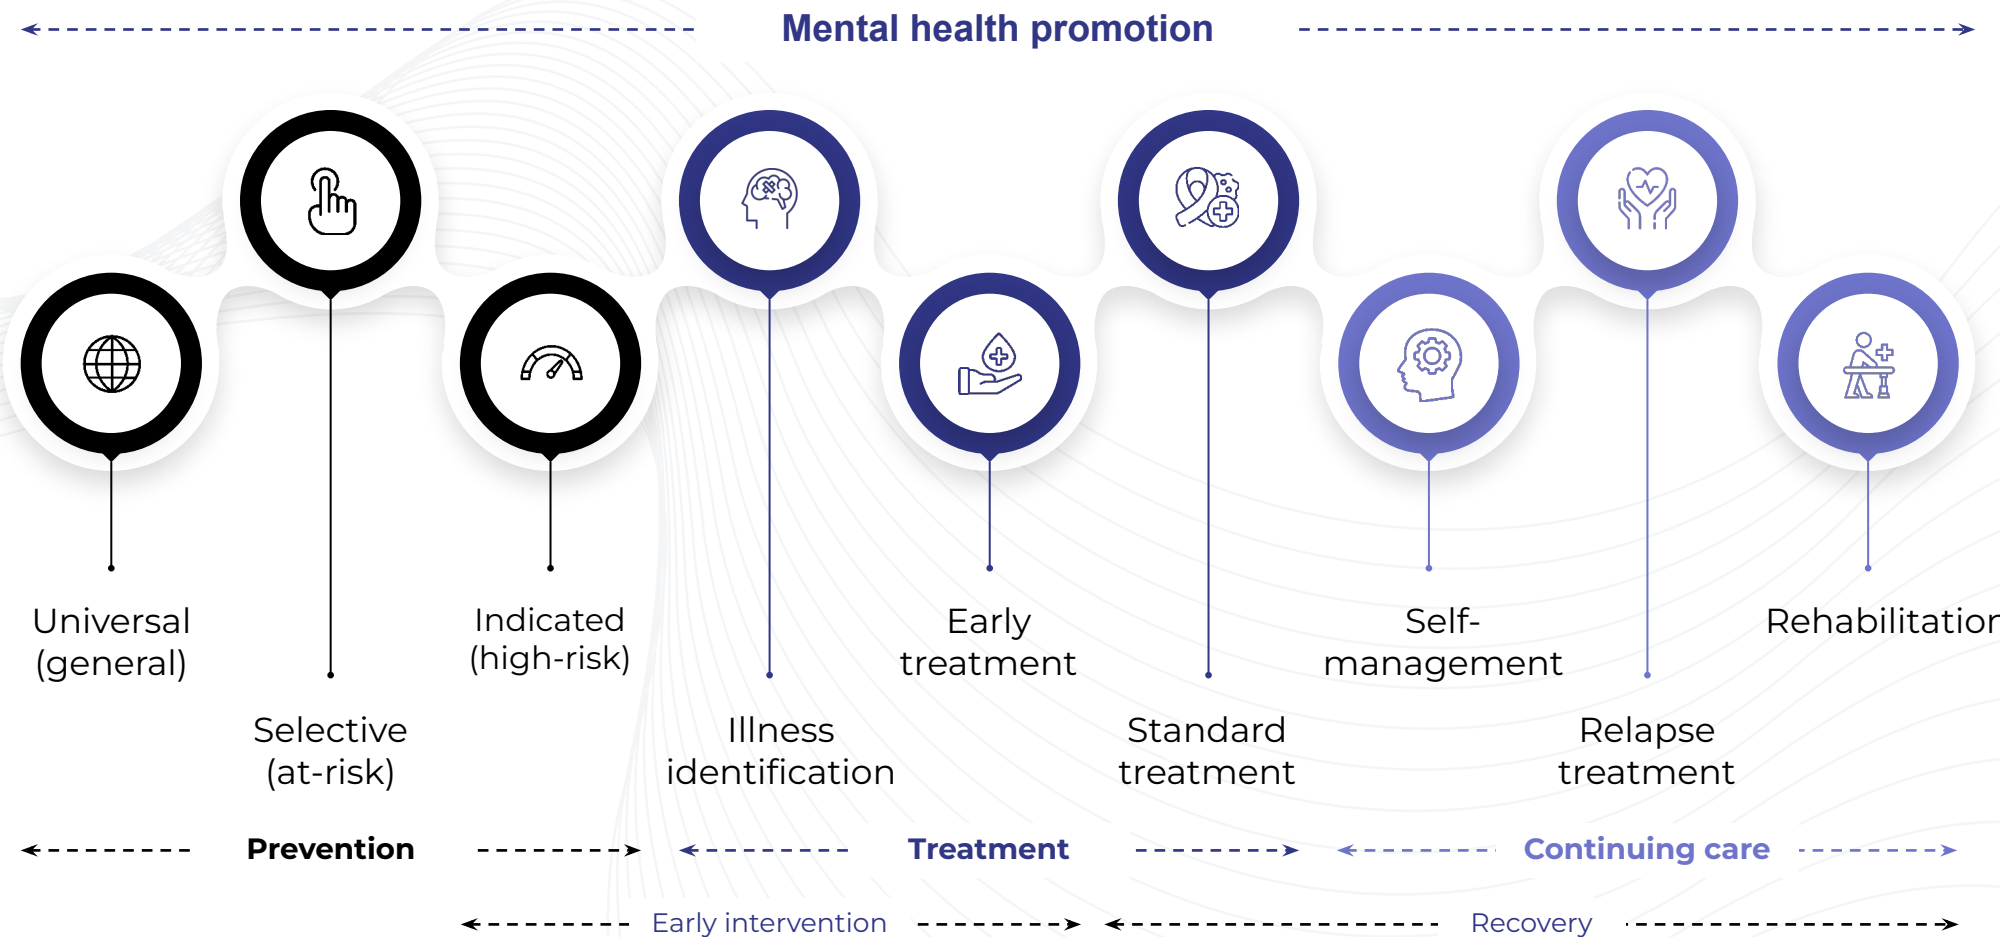 Mental health promotion
Universal
(general)
Selective
(at-risk)
Indicated
(high-risk)
Illness
identification
Early
treatment
Standard
treatment
Self-
management
Relapse
treatment
Rehabilitation
Prevention
Treatment
Continuing care
Early intervention
Recovery